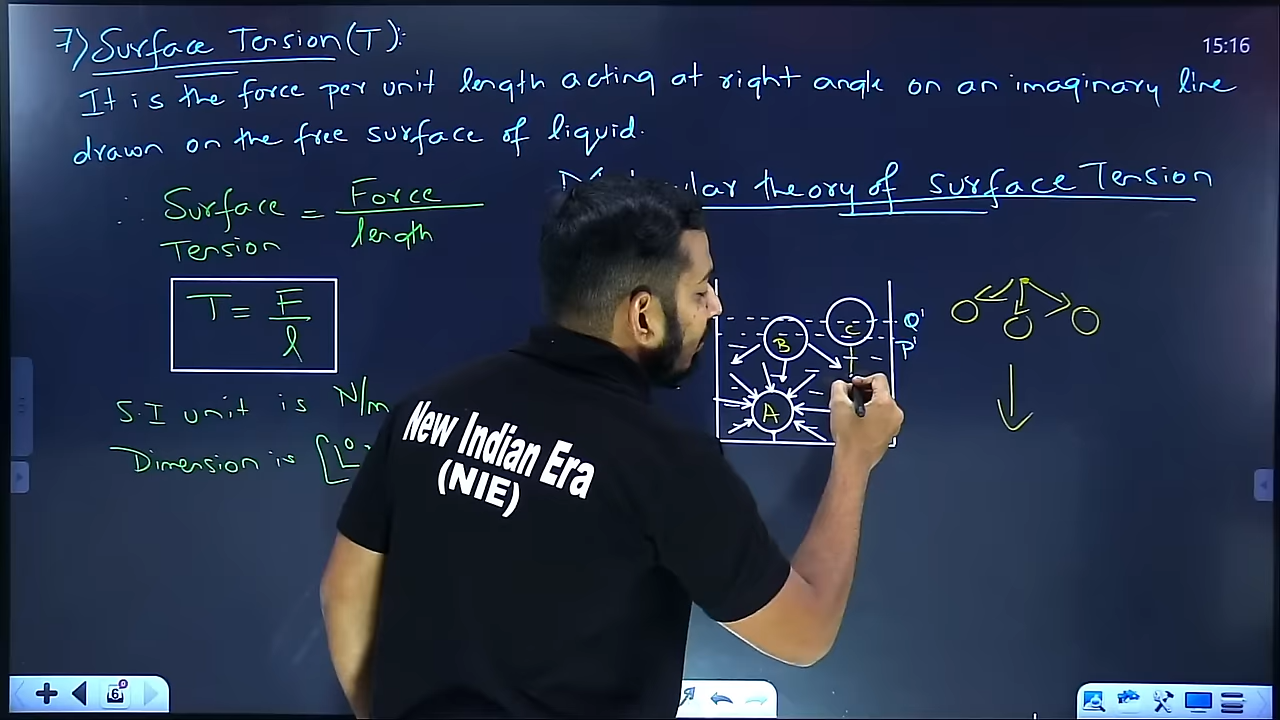 7) Surface Tension (T):
15:16
It is the force per unit length acting at right angle on an imaginary line
drawn on the free surface of liquid.
theory of surface Tension
∴ Surface Tension = Force / length
T = F / l
S.I unit is N/m
Dimension is [L⁰
B
C
Q'
P'
A
New Indian Era
(NIE)
6